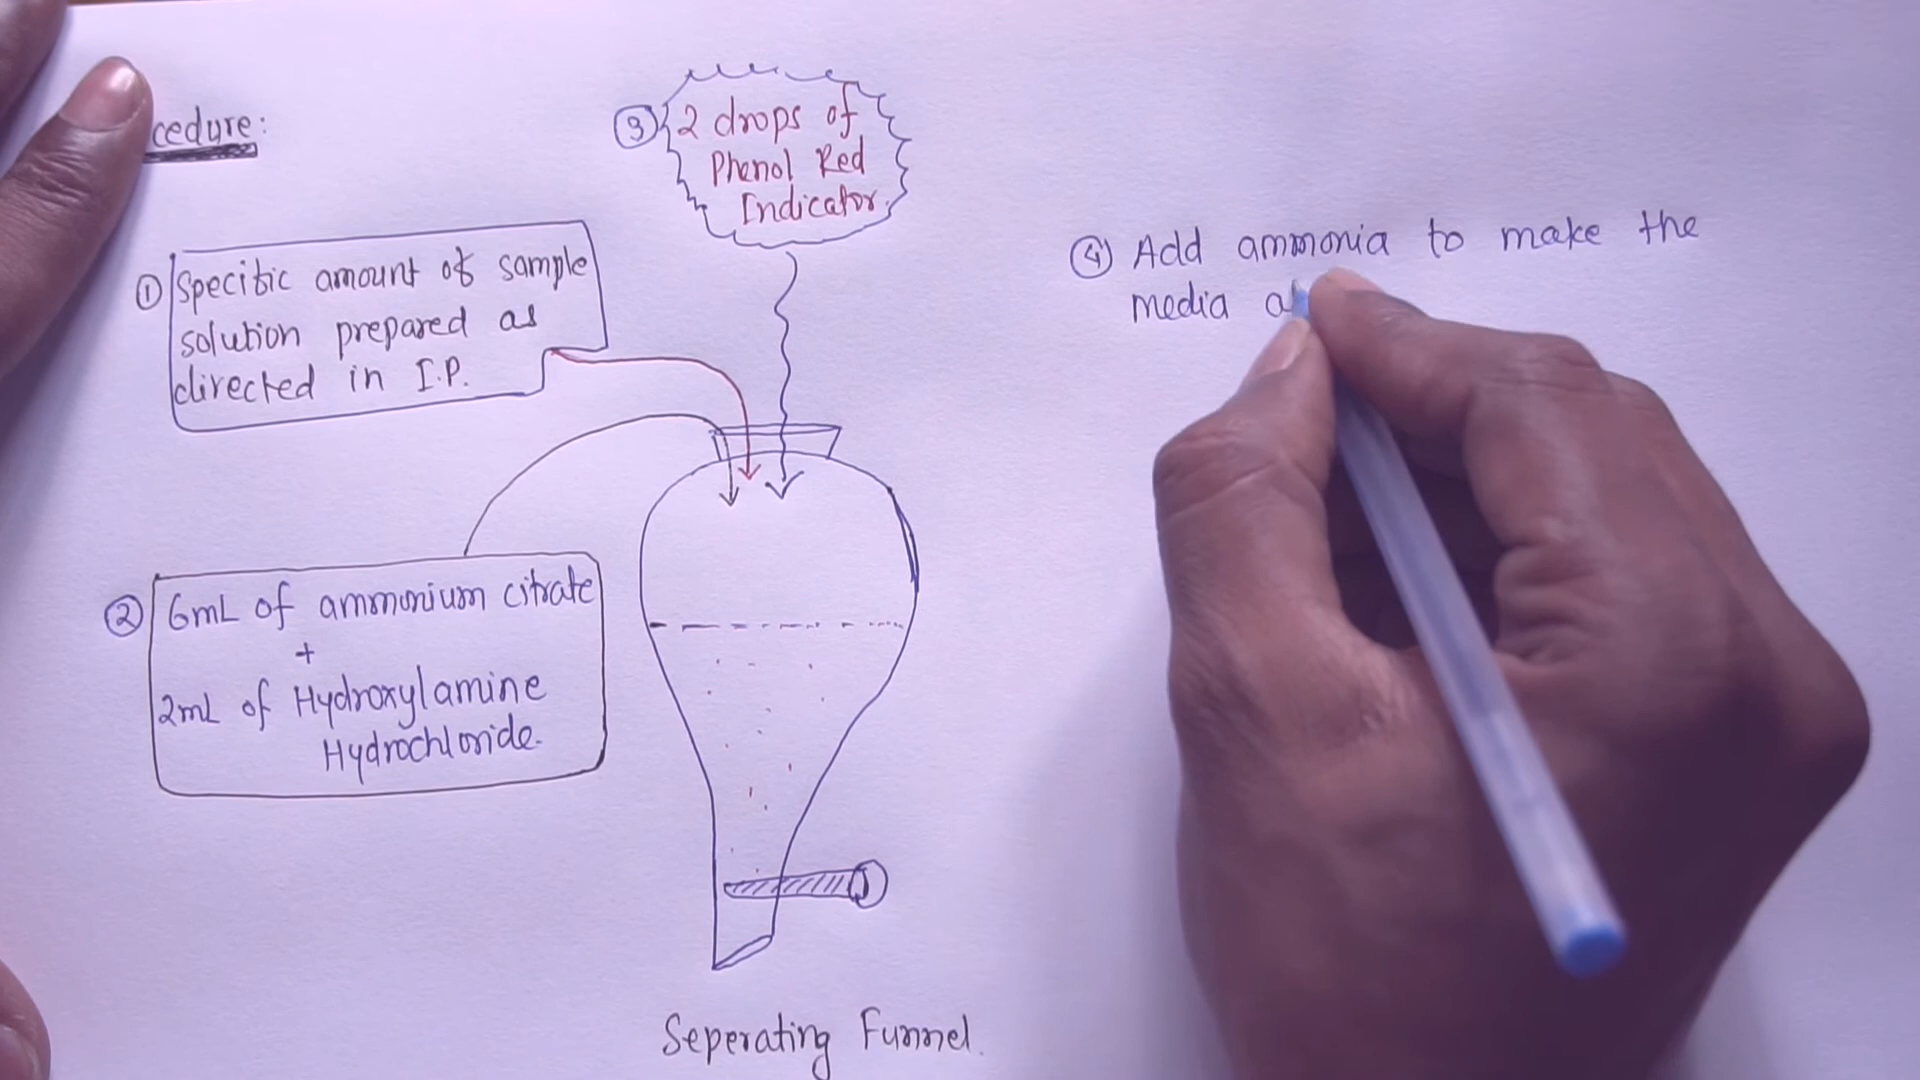 cedure:
① Specific amount of sample
solution prepared as
directed in I.P.
② 6mL of ammonium citrate
+
2mL of Hydroxylamine
Hydrochloride.
③ 2 drops of
Phenol Red
Indicator.
Seperating Funnel.
④ Add ammonia to make the
media